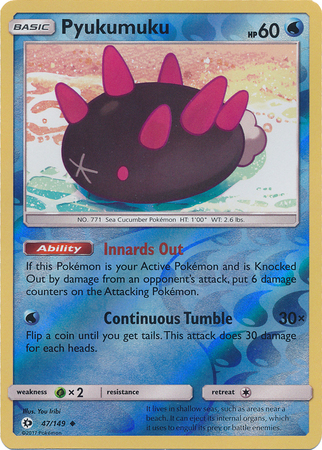 BASIC Pyukumuku HP 60
NO. 771 Sea Cucumber Pokémon HT: 1'00" WT: 2.6 lbs.
Ability Innards Out
If this Pokémon is your Active Pokémon and is Knocked
Out by damage from an opponent's attack, put 6 damage
counters on the Attacking Pokémon.
Continuous Tumble 30×
Flip a coin until you get tails. This attack does 30 damage
for each heads.
weakness ×2 resistance retreat
Illus. You Iribi
47/149
©2017 Pokémon
It lives in shallow seas, such as areas near a
beach. It can eject its internal organs, which
it uses to engulf its prey or battle enemies.